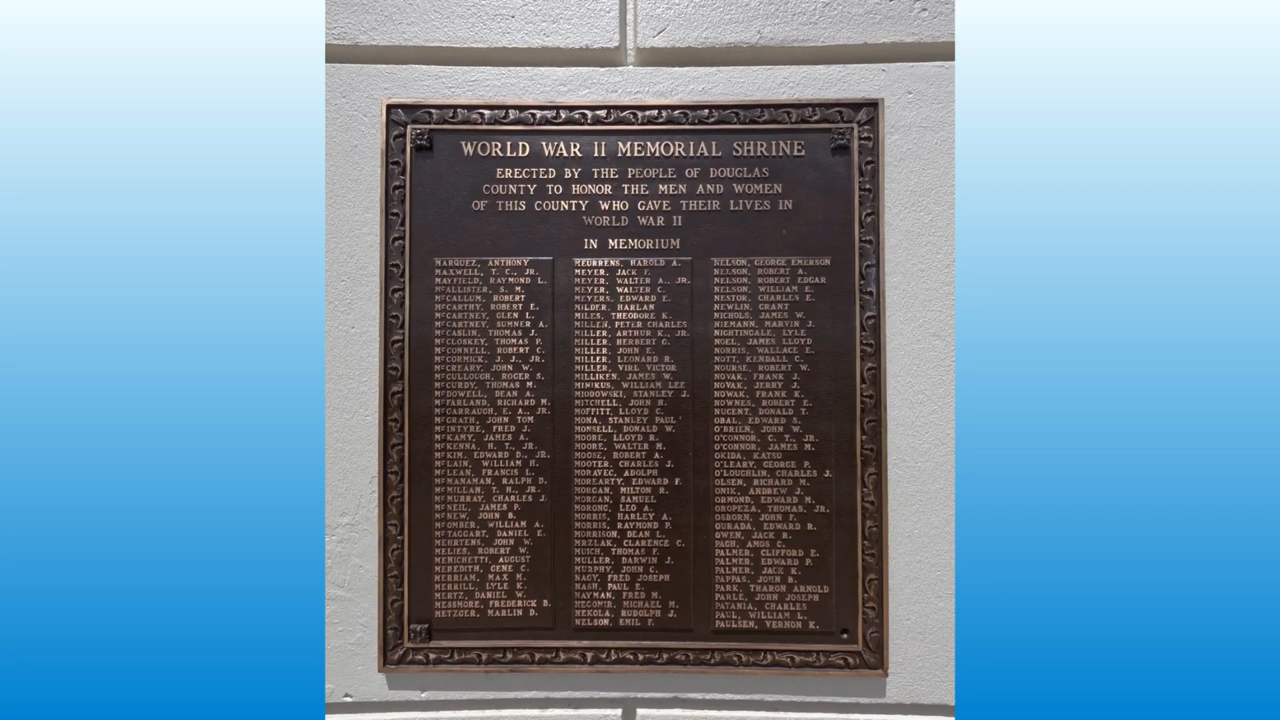 WORLD WAR II MEMORIAL SHRINE
ERECTED BY THE PEOPLE OF DOUGLAS
COUNTY TO HONOR THE MEN AND WOMEN
OF THIS COUNTY WHO GAVE THEIR LIVES IN
WORLD WAR II
IN MEMORIUM
MARQUEZ, ANTHONY
MAXWELL, T. C., JR.
MAYFIELD, RAYMOND L.
McALLISTER, S. M.
McCALLUM, ROBERT
McCARTHY, ROBERT E.
McCARTNEY, GLEN L.
McCARTNEY, SUMNER A.
McCASLIN, THOMAS J.
McCLOSKEY, THOMAS P.
McCONNELL, ROBERT C.
McCORMICK, J. J., JR.
McCREARY, JOHN W.
McCULLOUGH, ROGER S.
McCURDY, THOMAS M.
McDOWELL, DEAN A.
McFARLAND, RICHARD M.
McGARRAUGH, E. A., JR.
McGRATH, JOHN TOM
McINTYRE, FRED J.
McKAMY, JAMES A.
McKENNA, H. T., JR.
McKIM, EDWARD D., JR.
McLAIN, WILLIAM H.
McLEAN, FRANCIS L.
McMANAMAN, RALPH D.
McMILLAN, T. H., JR.
McMURRAY, CHARLES J.
McNEIL, JAMES P.
McNEW, JOHN B.
McOMBER, WILLIAM A.
McTAGGART, DANIEL E.
MEHRTENS, JOHN W.
MELIES, ROBERT W.
MENICHETTI, AUGUST
MEREDITH, GENE C.
MERRIAM, MAX M.
MERRILL, LYLE K.
MERTZ, DANIEL W.
MESSMORE, FREDERICK B.
METZGER, MARLIN D.
MEURRENS, HAROLD A.
MEYER, JACK F.
MEYER, WALTER A., JR.
MEYER, WALTER C.
MEYERS, EDWARD E.
MILDER, HARLAN
MILES, THEODORE K.
MILLEN, PETER CHARLES
MILLER, ARTHUR K., JR.
MILLER, HERBERT G.
MILLER, JOHN E.
MILLER, LEONARD R.
MILLER, VIRL VICTOR
MILLIKEN, JAMES W.
MINIKUS, WILLIAM LEE
MIODOWSKI, STANLEY J.
MITCHELL, JOHN H.
MOFFITT, LLOYD C.
MONA, STANLEY PAUL
MONSELL, DONALD W.
MOORE, LLOYD R.
MOORE, WALTER M.
MOOSE, ROBERT A.
MOOTER, CHARLES J.
MORAVEC, ADOLPH
MOREARTY, EDWARD F.
MORGAN, MILTON R.
MORGAN, SAMUEL
MORONG, LEO A.
MORRIS, HARLEY A.
MORRIS, RAYMOND P.
MORRISON, DEAN L.
MRZLAK, CLARENCE C.
MUICH, THOMAS F.
MULLER, DARWIN J.
MURPHY, JOHN C.
NAGY, FRED JOSEPH
NASH, PAUL E.
NAYMAN, FRED M.
NEGOMIR, MICHAEL M.
NEKOLA, RUDOLPH J.
NELSON, EMIL F.
NELSON, GEORGE EMERSON
NELSON, ROBERT A.
NELSON, ROBERT EDGAR
NELSON, WILLIAM E.
NESTOR, CHARLES E.
NEWLIN, GRANT
NICHOLS, JAMES W.
NIEMANN, MARVIN J.
NIGHTINGALE, LYLE
NOEL, JAMES LLOYD
NORRIS, WALLACE E.
NOTT, KENDALL C.
NOURSE, ROBERT W.
NOVAK, FRANK J.
NOVAK, JERRY J.
NOWAK, FRANK K.
NOWNES, ROBERT E.
NUGENT, DONALD T.
OBAL, EDWARD S.
O'BRIEN, JOHN W.
O'CONNOR, C. T., JR.
O'CONNOR, JAMES M.
OKIDA, KATSU
O'LEARY, GEORGE P.
O'LOUGHLIN, CHARLES J.
OLSEN, RICHARD M.
ONIK, ANDREW J.
ORMOND, EDWARD M.
OROPEZA, THOMAS, JR.
OSBORN, JOHN F.
OURADA, EDWARD R.
OWEN, JACK R.
PAGH, AMOS C.
PALMER, CLIFFORD E.
PALMER, EDWARD P.
PALMER, JACK K.
PAPPAS, JOHN B.
PARK, THARON ARNOLD
PARLE, JOHN JOSEPH
PATANIA, CHARLES
PAUL, WILLIAM L.
PAULSEN, VERNON K.